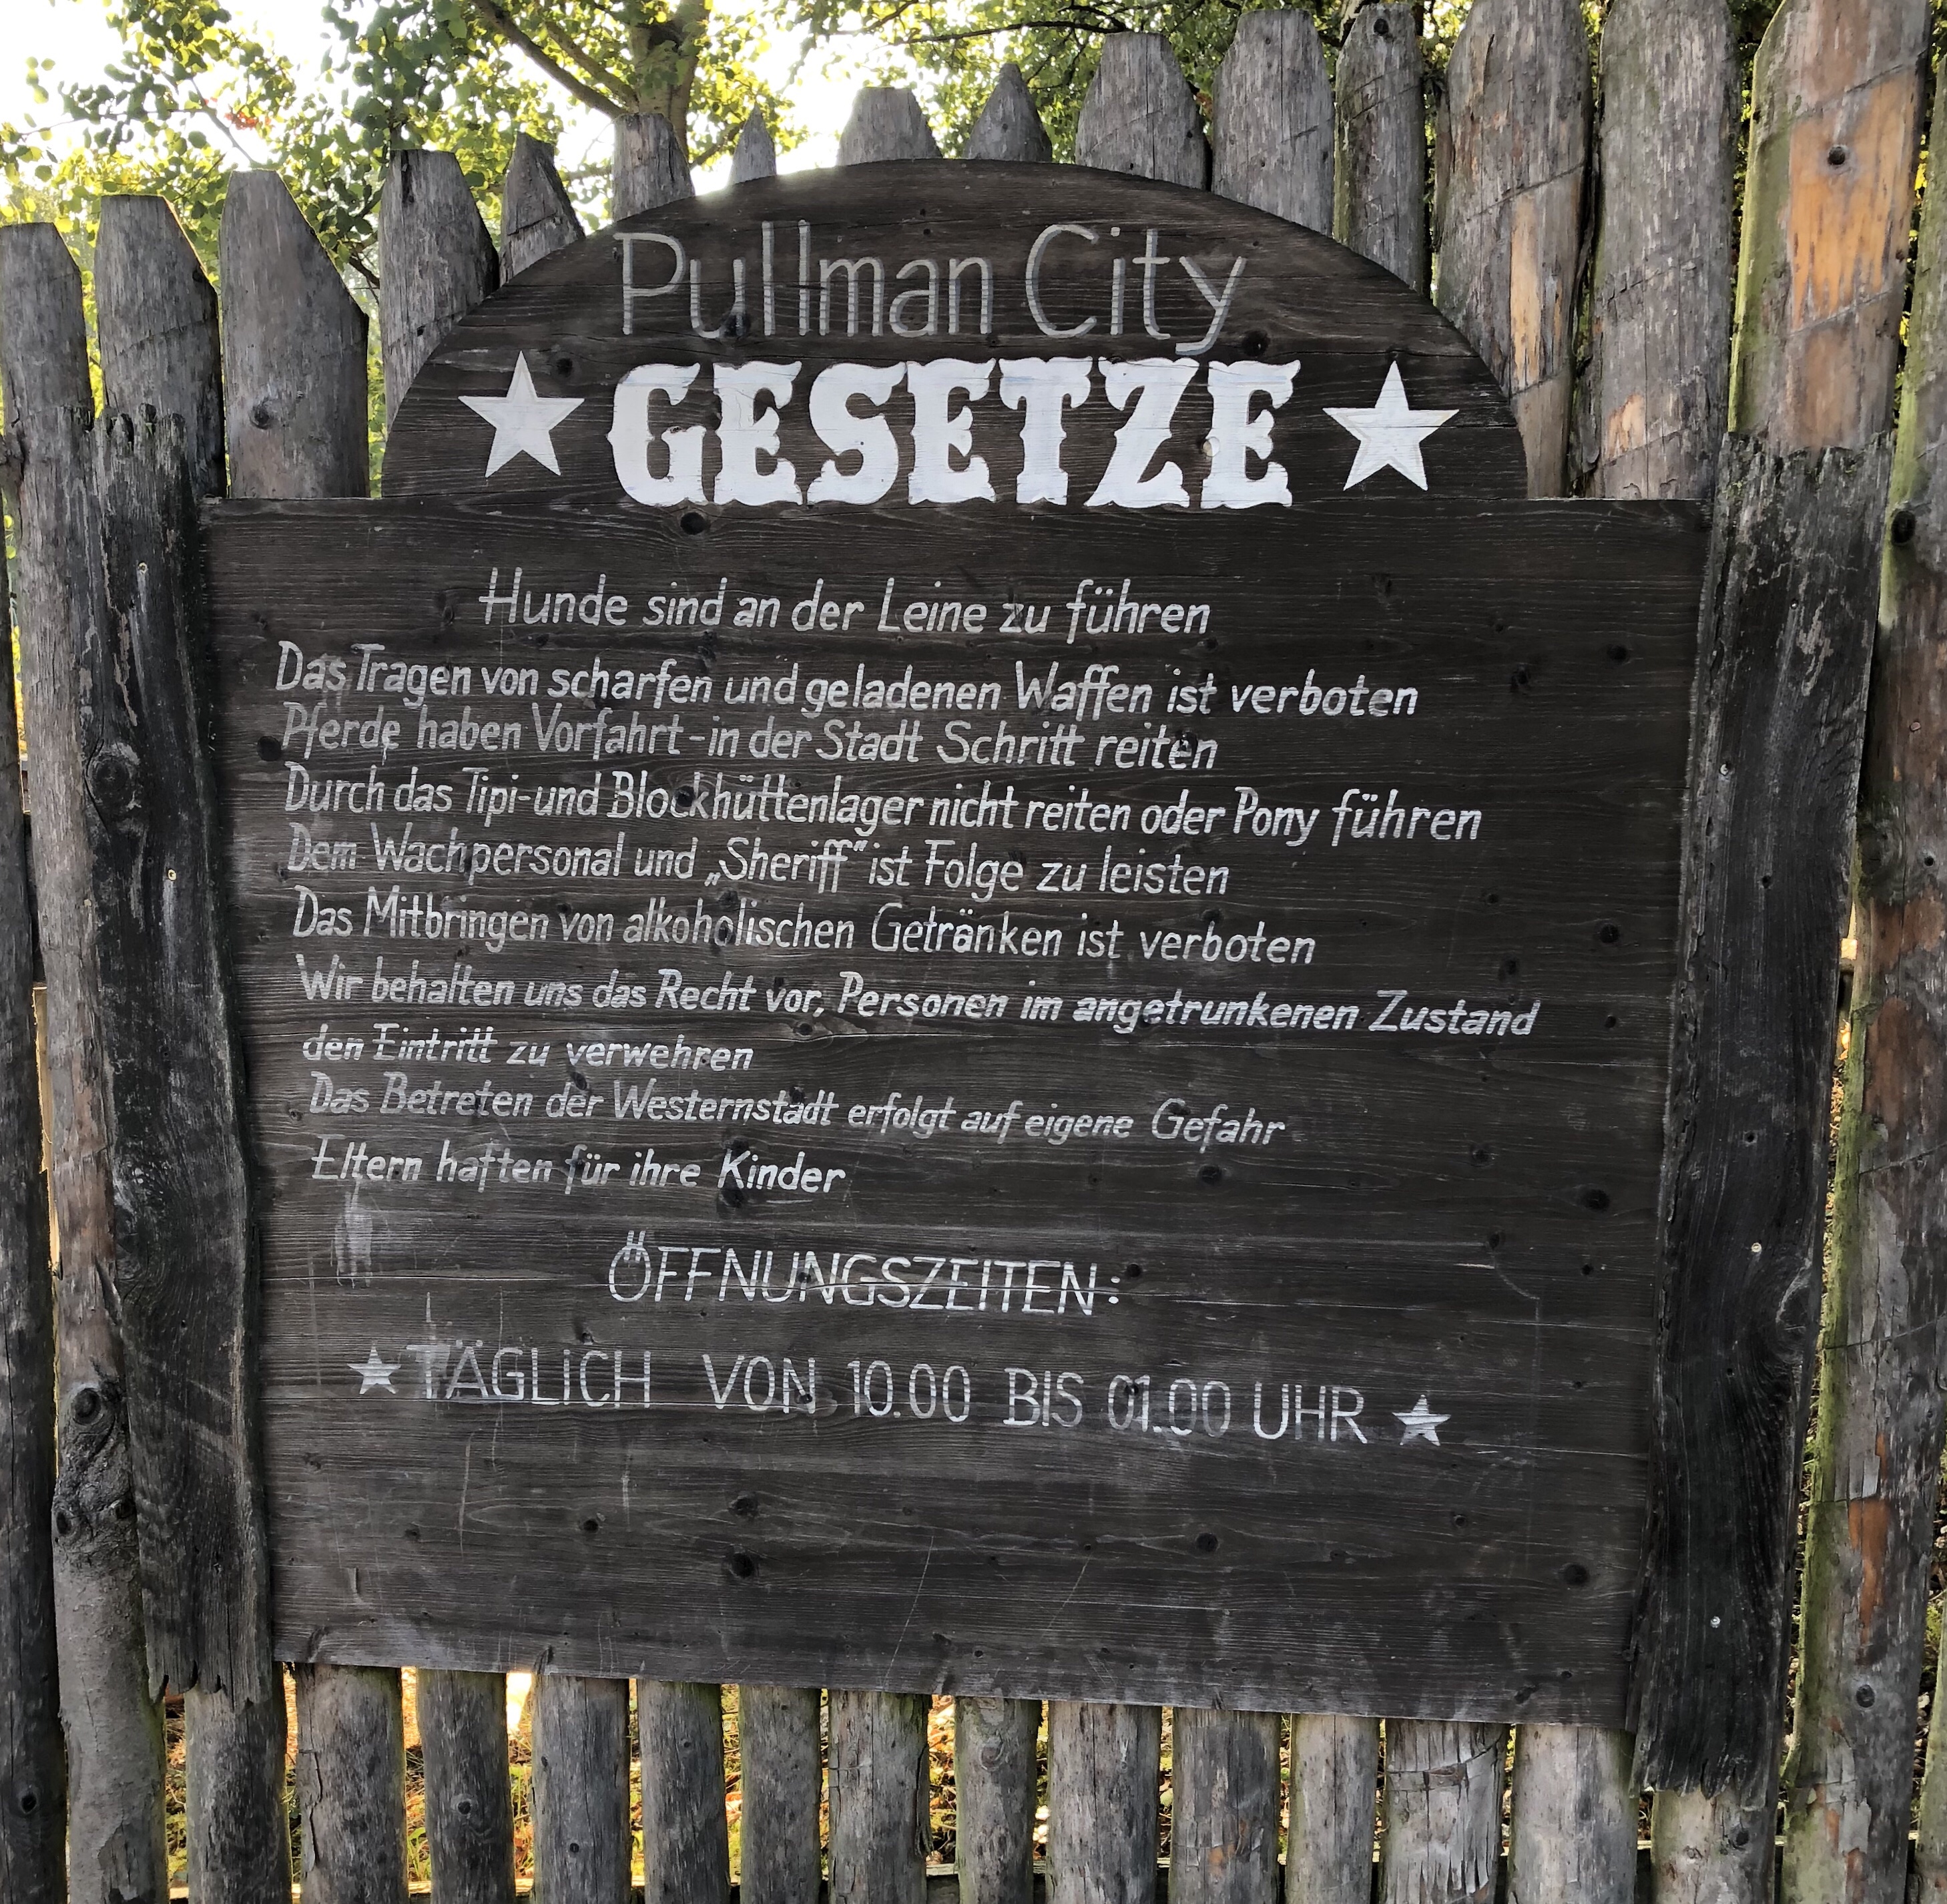 Pullman City
GESETZE
Hunde sind an der Leine zu führen
Das Tragen von scharfen und geladenen Waffen ist verboten
Pferde haben Vorfahrt - in der Stadt Schritt reiten
Durch das Tipi- und Blockhüttenlager nicht reiten oder Pony führen
Dem Wachpersonal und „Sheriff" ist Folge zu leisten
Das Mitbringen von alkoholischen Getränken ist verboten
Wir behalten uns das Recht vor, Personen im angetrunkenen Zustand
den Eintritt zu verwehren
Das Betreten der Westernstadt erfolgt auf eigene Gefahr
Eltern haften für ihre Kinder
ÖFFNUNGSZEITEN:
TÄGLiCH VON 10.00 BIS 01.00 UHR